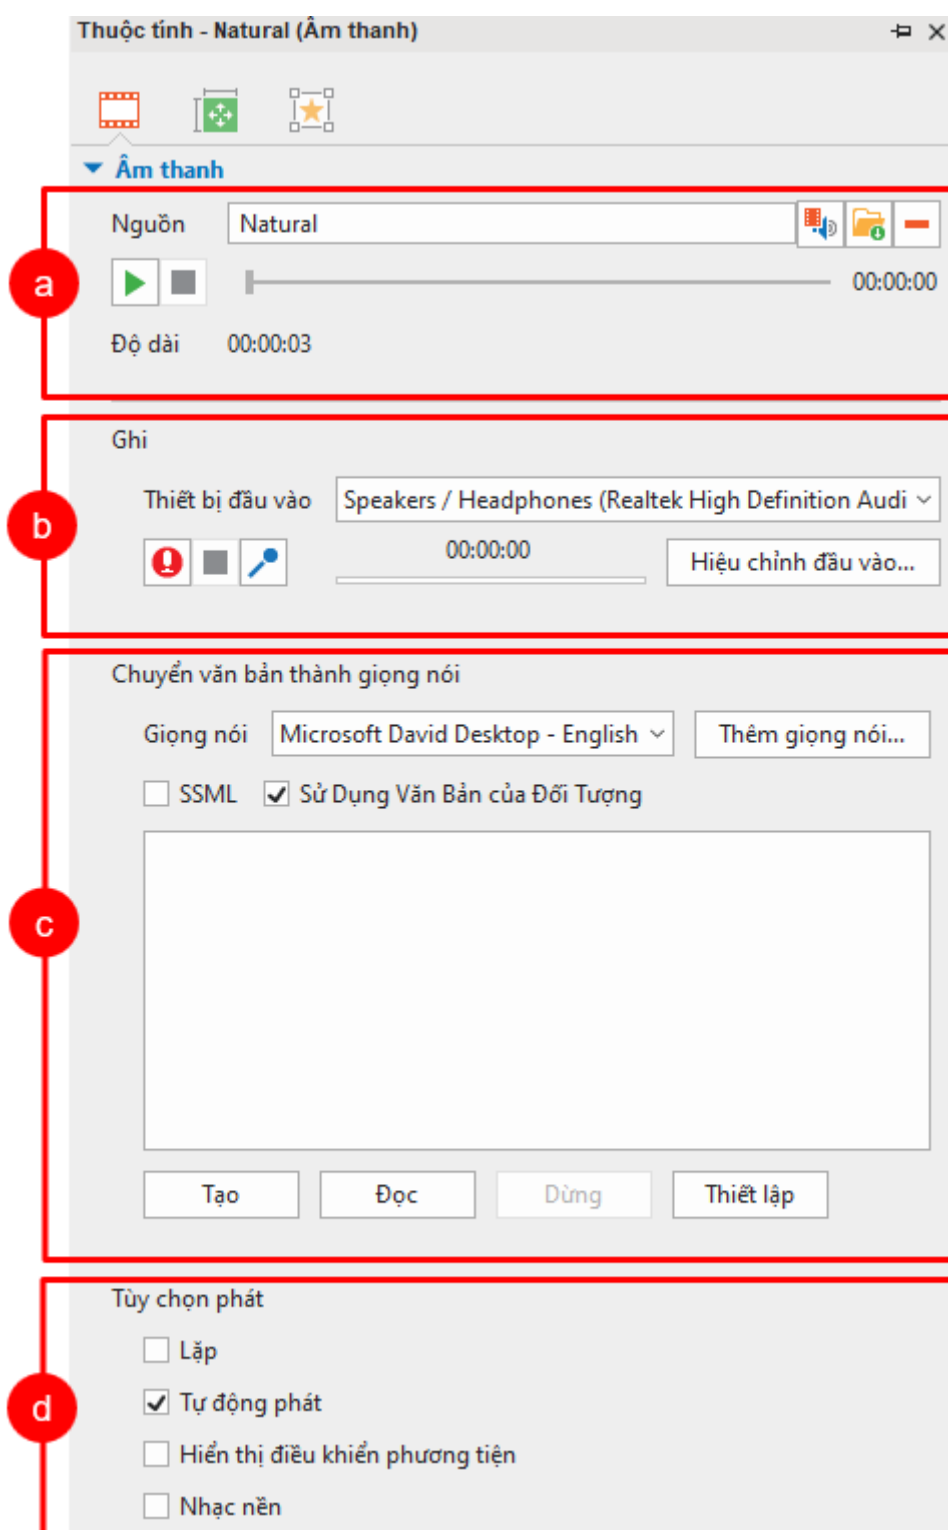 Thuộc tính - Natural (Âm thanh)
Âm thanh
Nguồn Natural
a
00:00:00
Độ dài 00:00:03
Ghi
Thiết bị đầu vào Speakers / Headphones (Realtek High Definition Audi
b
00:00:00
Hiệu chỉnh đầu vào...
Chuyển văn bản thành giọng nói
Giọng nói Microsoft David Desktop - English Thêm giọng nói...
SSML Sử Dụng Văn Bản của Đối Tượng
c
Tạo Đọc Dừng Thiết lập
Tùy chọn phát
Lặp
d
Tự động phát
Hiển thị điều khiển phương tiện
Nhạc nền